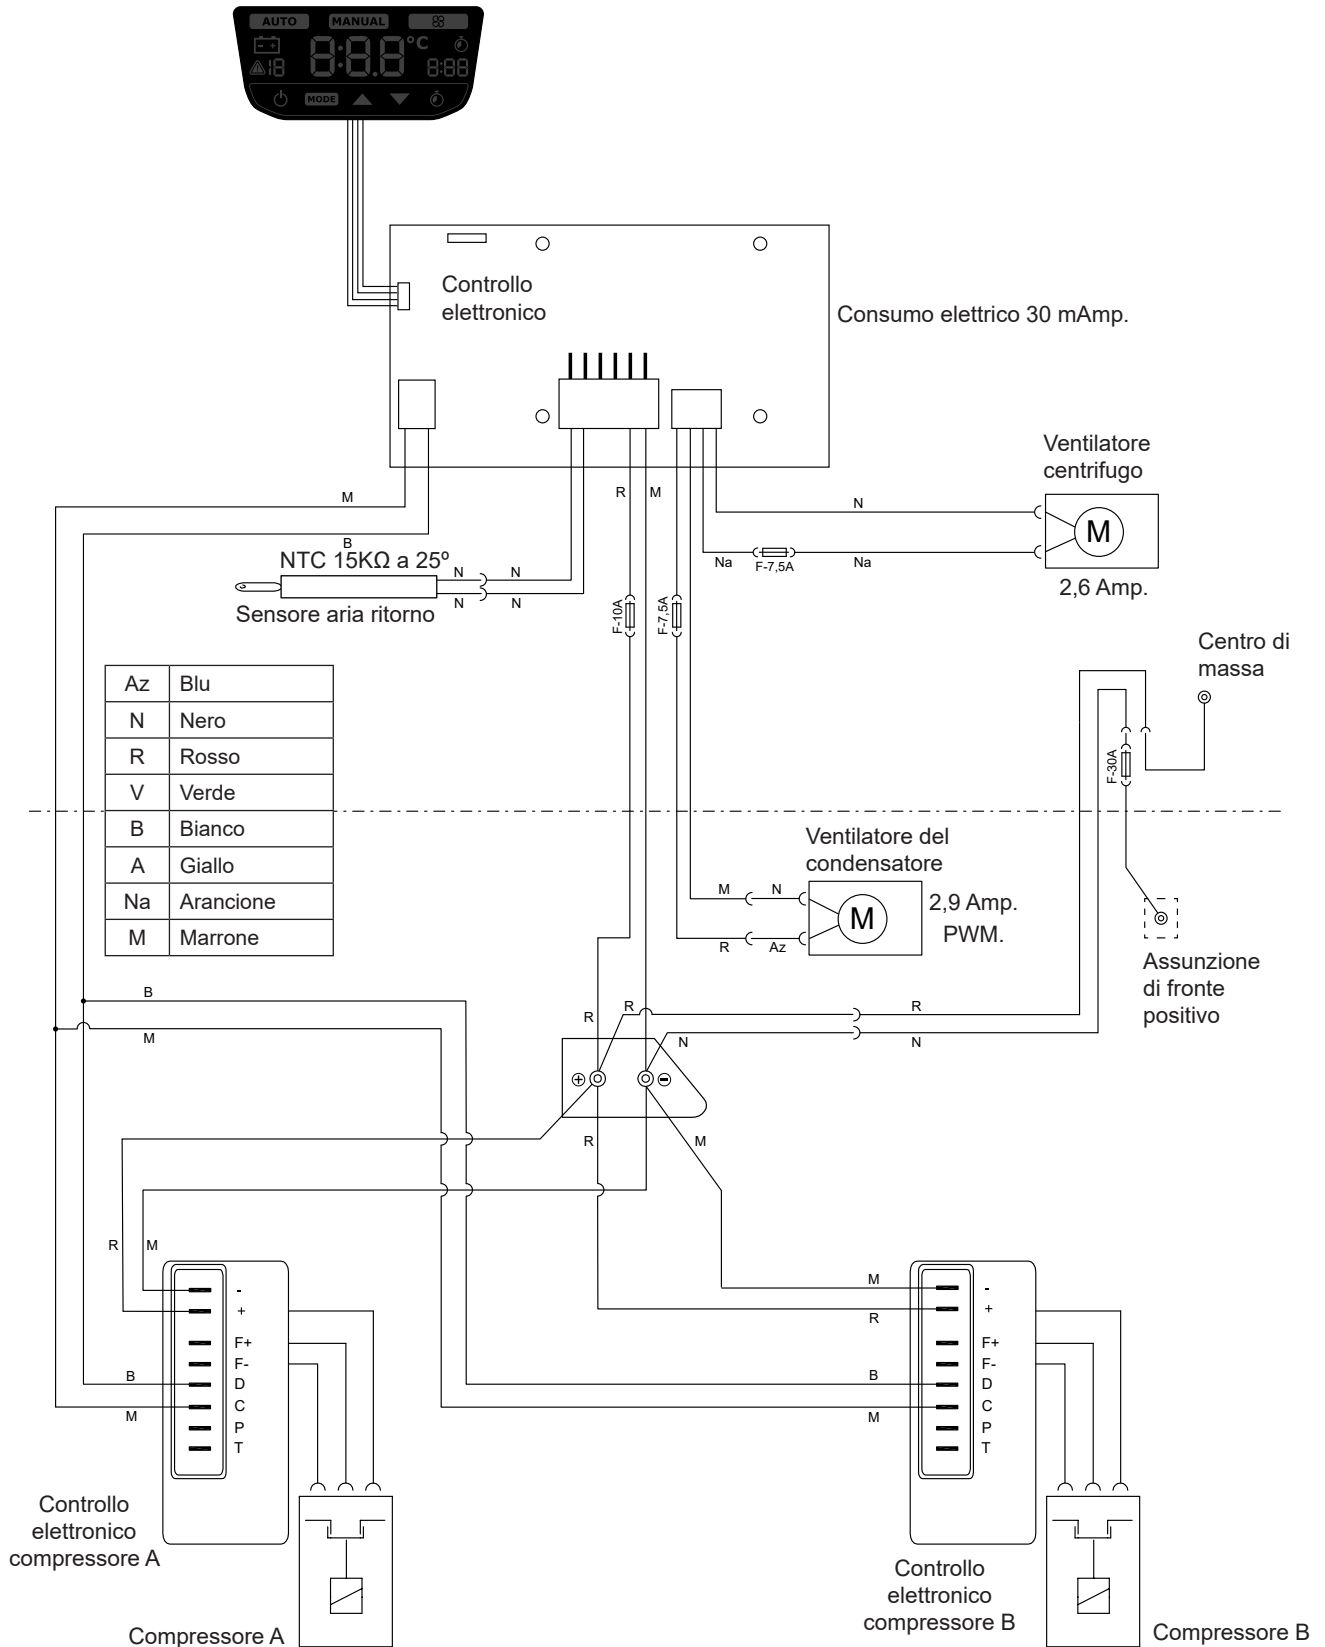 AUTO MANUAL
8:8.8 °C
18 8:88
MODE
Controllo
elettronico
Consumo elettrico 30 mAmp.
Ventilatore
centrifugo
M
2,6 Amp.
R M
N
M
B
Na F-7,5A Na
NTC 15KΩ a 25º
N N
N N
Sensore aria ritorno
F-10A
F-7,5A
Centro di
massa
F-30A
Az Blu
N Nero
R Rosso
V Verde
B Bianco
A Giallo
Na Arancione
M Marrone
Ventilatore del
condensatore
M N
R Az
M
2,9 Amp.
PWM.
Assunzione
di fronte
positivo
B
M
R
R
R
N
N
+ -
R
M
R M
M
R
B
M
-
+
F+
F-
D
C
P
T
B
M
-
+
F+
F-
D
C
P
T
Controllo
elettronico
compressore A
Compressore A
Controllo
elettronico
compressore B
Compressore B